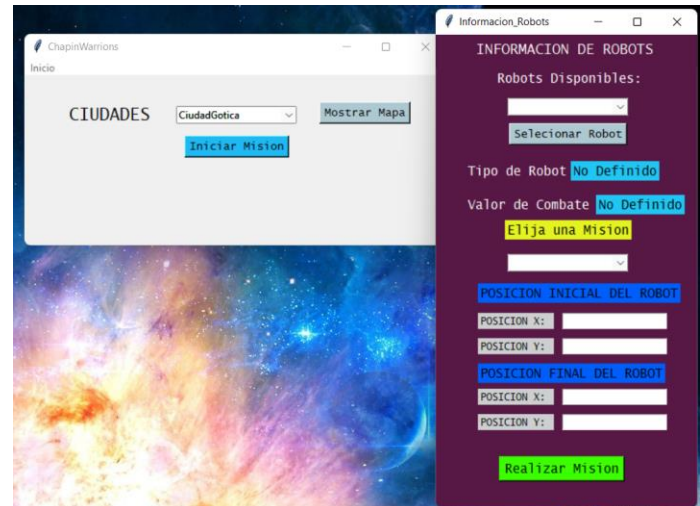 ChapinWarrions
Inicio
CIUDADES CiudadGotica Mostrar Mapa
Iniciar Mision
Informacion_Robots
INFORMACION DE ROBOTS
Robots Disponibles:
Selecionar Robot
Tipo de Robot No Definido
Valor de Combate No Definido
Elija una Mision
POSICION INICIAL DEL ROBOT
POSICION X:
POSICION Y:
POSICION FINAL DEL ROBOT
POSICION X:
POSICION Y:
Realizar Mision